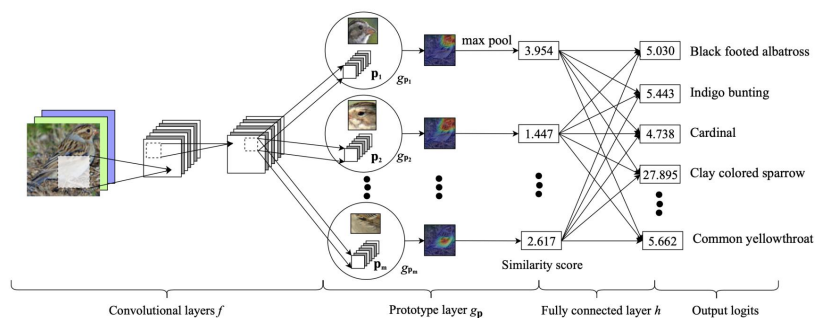 max pool
p₁
gₚ₁
3.954
5.030
Black footed albatross
5.443
Indigo bunting
p₂
gₚ₂
1.447
4.738
Cardinal
27.895
Clay colored sparrow
pₘ
gₚₘ
2.617
5.662
Common yellowthroat
Similarity score
Convolutional layers f
Prototype layer gₚ
Fully connected layer h
Output logits